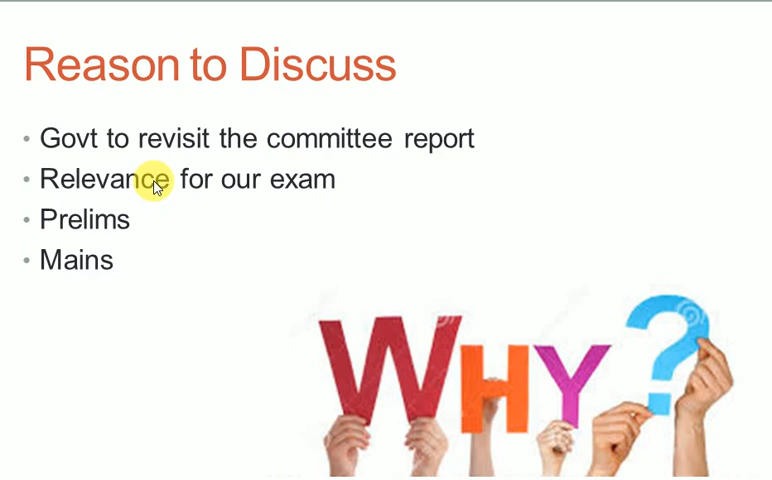 Reason to Discuss
• Govt to revisit the committee report
• Relevance for our exam
• Prelims
• Mains
WHY?